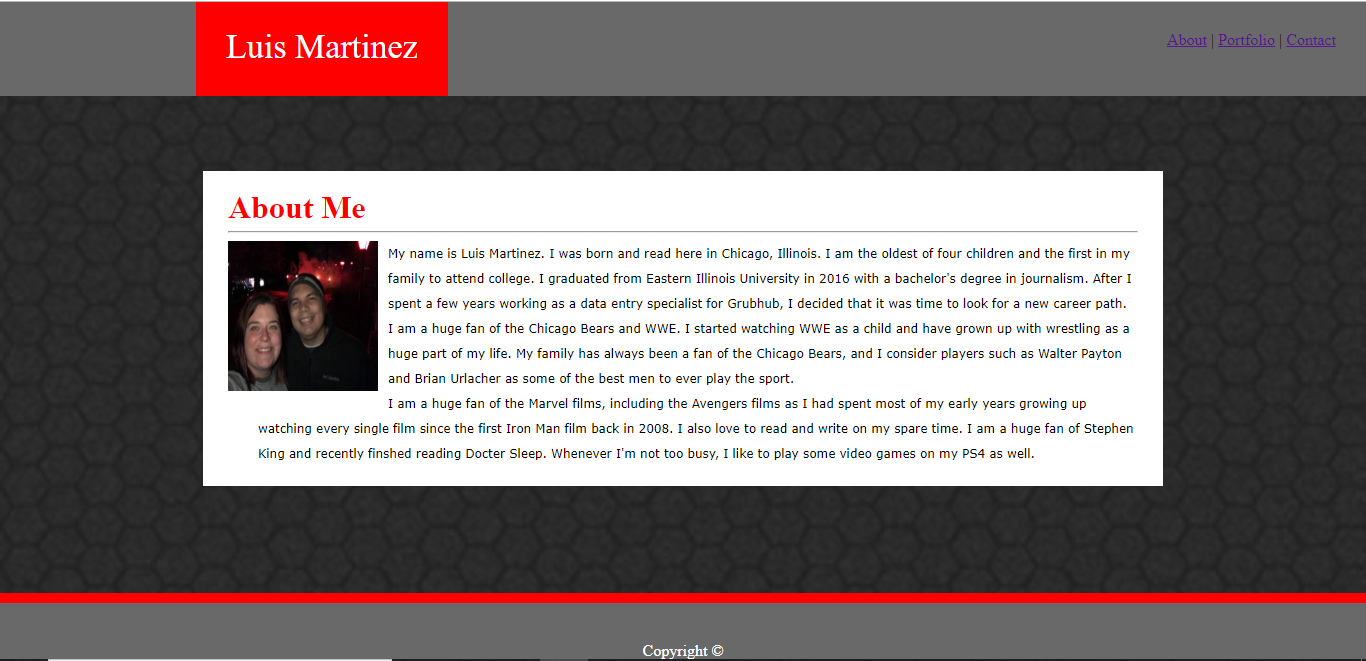 Luis Martinez
About | Portfolio | Contact
About Me
My name is Luis Martinez. I was born and read here in Chicago, Illinois. I am the oldest of four children and the first in my
family to attend college. I graduated from Eastern Illinois University in 2016 with a bachelor's degree in journalism. After I
spent a few years working as a data entry specialist for Grubhub, I decided that it was time to look for a new career path.
I am a huge fan of the Chicago Bears and WWE. I started watching WWE as a child and have grown up with wrestling as a
huge part of my life. My family has always been a fan of the Chicago Bears, and I consider players such as Walter Payton
and Brian Urlacher as some of the best men to ever play the sport.
I am a huge fan of the Marvel films, including the Avengers films as I had spent most of my early years growing up
watching every single film since the first Iron Man film back in 2008. I also love to read and write on my spare time. I am a huge fan of Stephen
King and recently finshed reading Docter Sleep. Whenever I'm not too busy, I like to play some video games on my PS4 as well.
Copyright ©